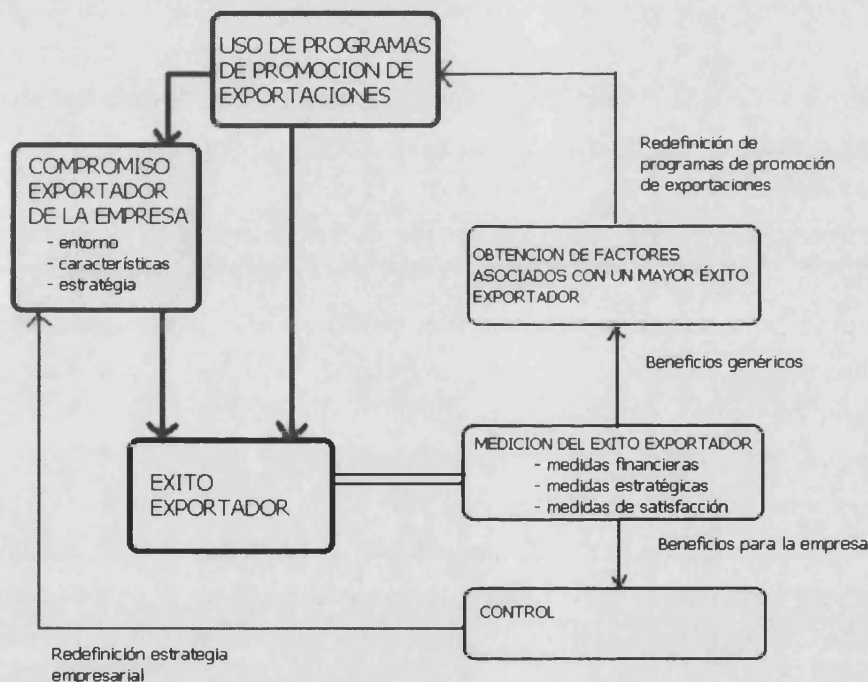 USO DE PROGRAMAS
DE PROMOCION DE
EXPORTACIONES
COMPROMISO
EXPORTADOR
DE LA EMPRESA
- entorno
- características
- estratégia
Redefinición de
programas de promoción
de exportaciones
OBTENCION DE FACTORES
ASOCIADOS CON UN MAYOR ÉXITO
EXPORTADOR
Beneficios genéricos
EXITO
EXPORTADOR
MEDICION DEL EXITO EXPORTADOR
- medidas financieras
- medidas estratégicas
- medidas de satisfacción
Beneficios para la empresa
CONTROL
Redefinición estrategia
empresarial